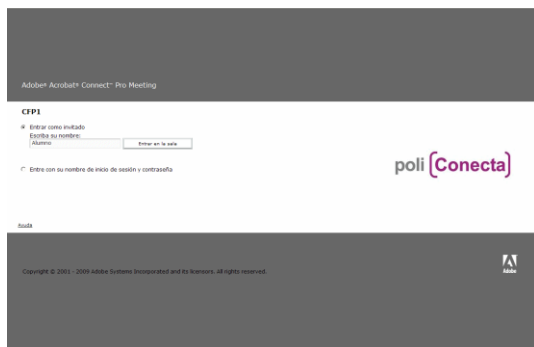 Adobe® Acrobat® Connect™ Pro Meeting
CFP1
Entrar como invitado
Escriba su nombre:
Alumno
Entrar en la sala
poli [Conecta]
Entre con su nombre de inicio de sesión y contraseña
Ayuda
Copyright © 2001 - 2009 Adobe Systems Incorporated and its licensors. All rights reserved.
Adobe